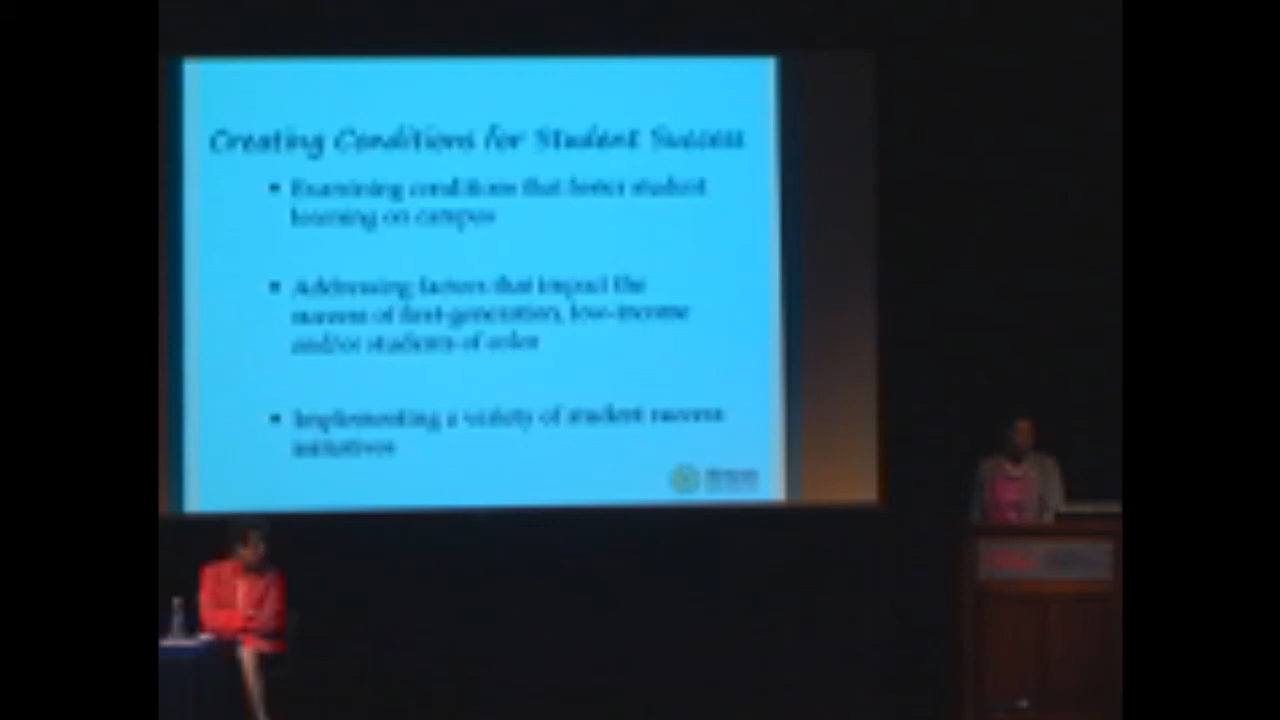 Creating Conditions for Student Success
• Examining conditions that foster student
learning on campus
• Addressing factors that impact the
success of first-generation, low-income
and/or students of color
• Implementing a variety of student success
initiatives